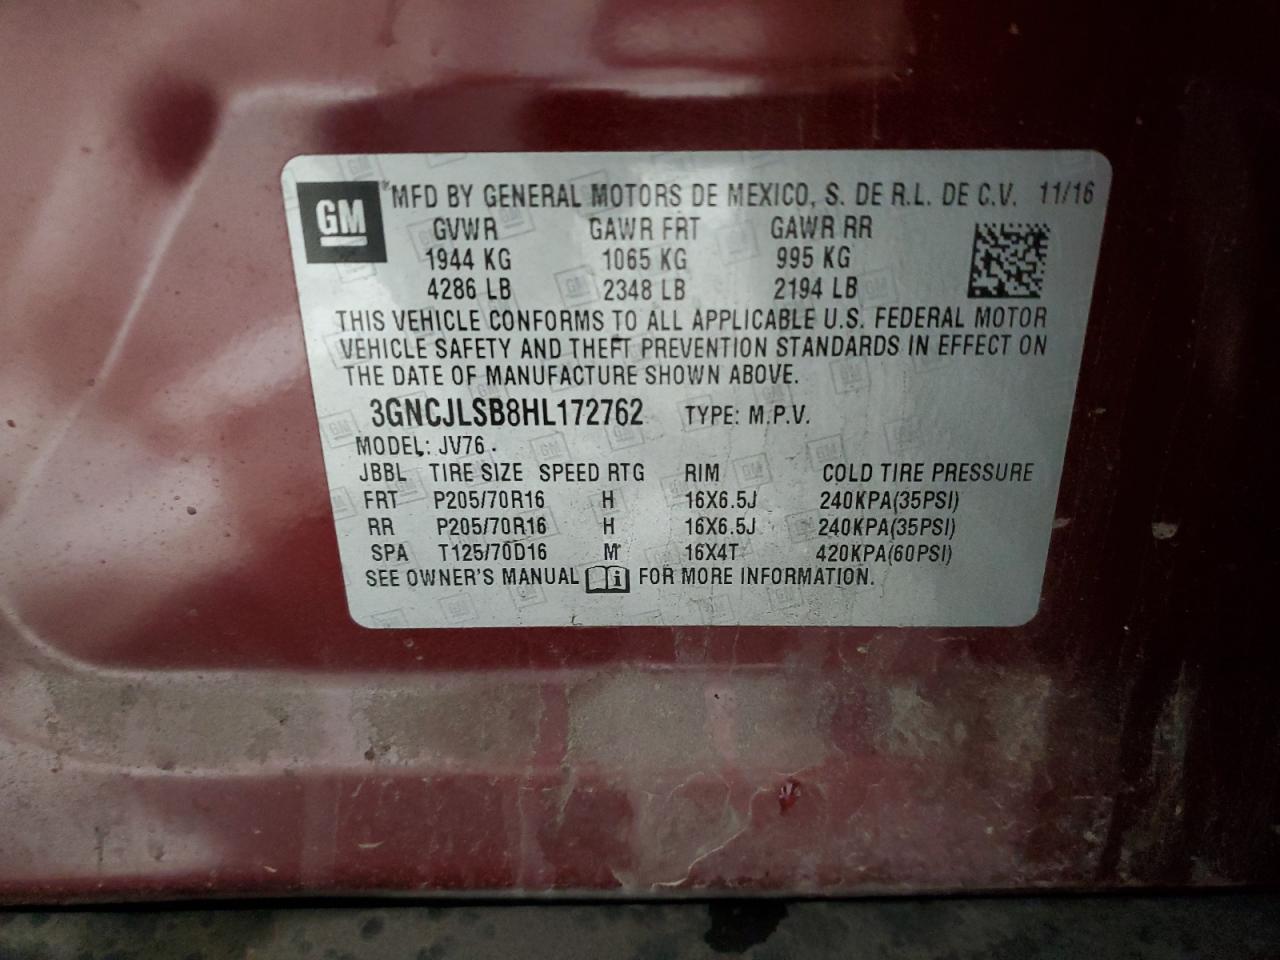 GM ® MFD BY GENERAL MOTORS DE MEXICO, S. DE R.L. DE C.V. 11/16
GVWR GAWR FRT GAWR RR
1944 KG 1065 KG 995 KG
4286 LB 2348 LB 2194 LB
THIS VEHICLE CONFORMS TO ALL APPLICABLE U.S. FEDERAL MOTOR
VEHICLE SAFETY AND THEFT PREVENTION STANDARDS IN EFFECT ON
THE DATE OF MANUFACTURE SHOWN ABOVE.
3GNCJLSB8HL172762 TYPE: M.P.V.
MODEL: JV76
JBBL TIRE SIZE SPEED RTG RIM COLD TIRE PRESSURE
FRT P205/70R16 H 16X6.5J 240KPA(35PSI)
RR P205/70R16 H 16X6.5J 240KPA(35PSI)
SPA T125/70D16 M 16X4T 420KPA(60PSI)
SEE OWNER'S MANUAL i FOR MORE INFORMATION.